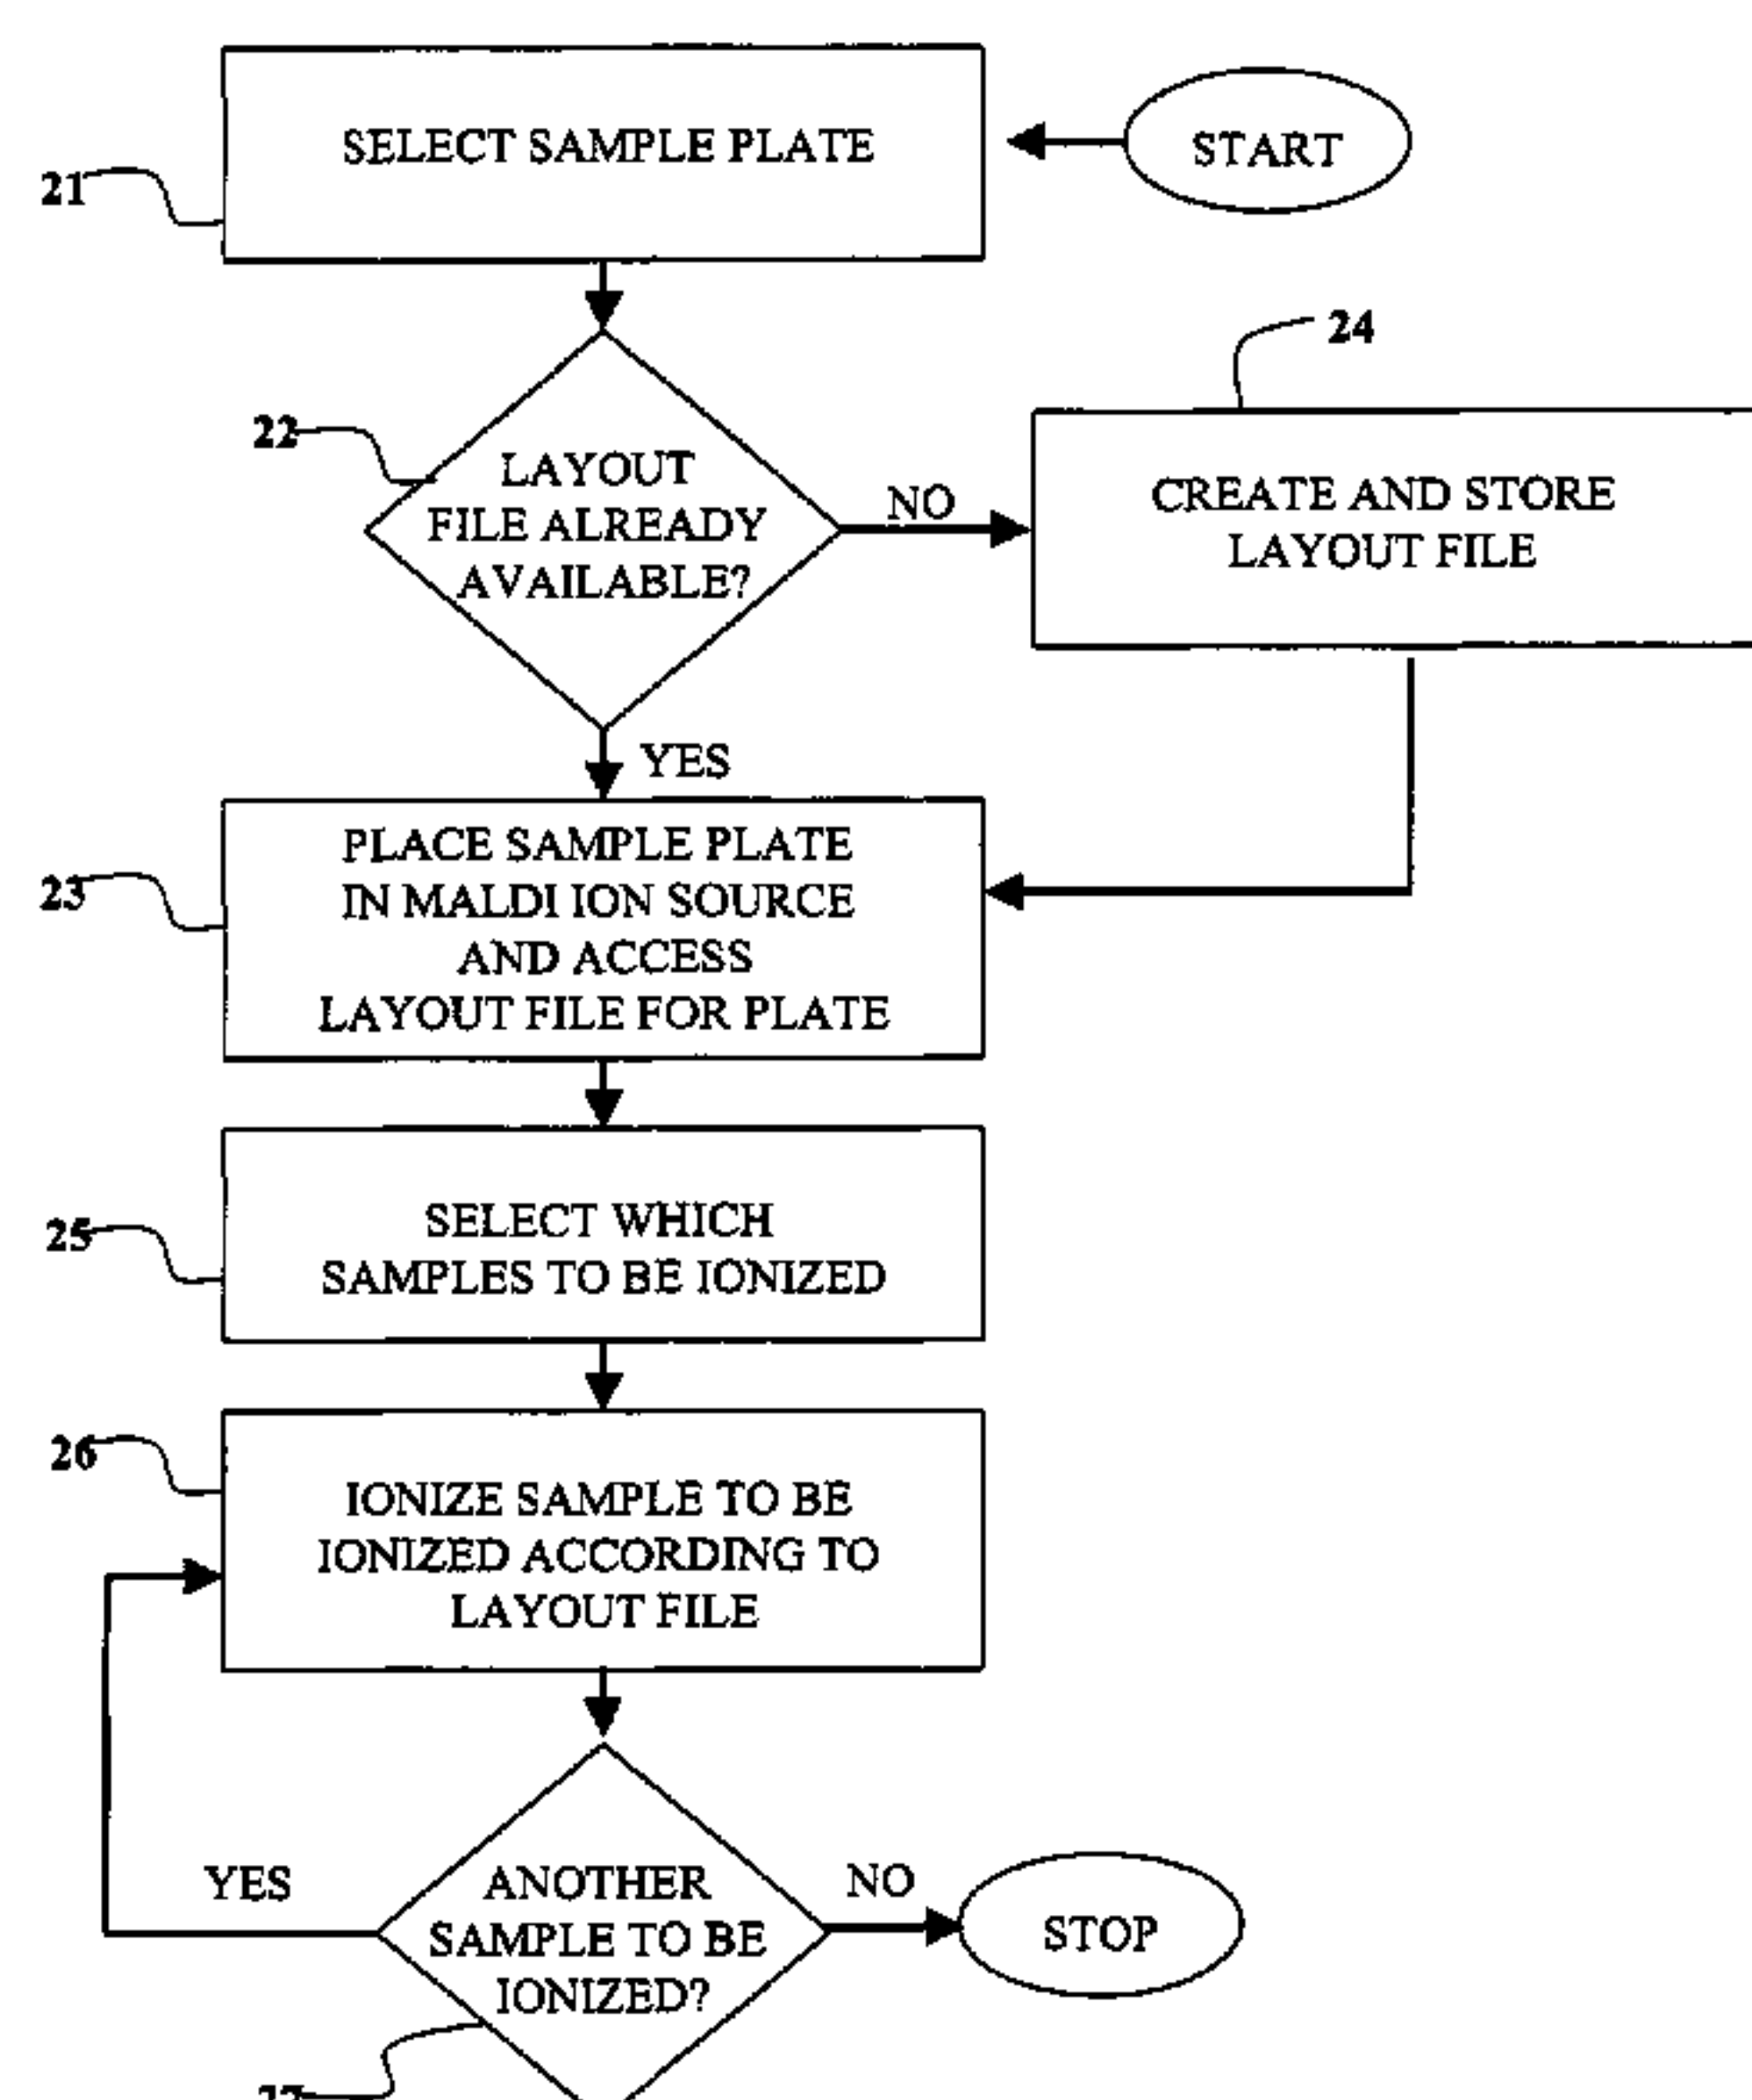 SELECT SAMPLE PLATE
START
21
24
22
LAYOUT
FILE ALREADY
AVAILABLE?
NO
CREATE AND STORE
LAYOUT FILE
YES
PLACE SAMPLE PLATE
IN MALDI ION SOURCE
AND ACCESS
LAYOUT FILE FOR PLATE
23
SELECT WHICH
SAMPLES TO BE IONIZED
25
26
IONIZE SAMPLE TO BE
IONIZED ACCORDING TO
LAYOUT FILE
YES
ANOTHER
SAMPLE TO BE
IONIZED?
NO
STOP